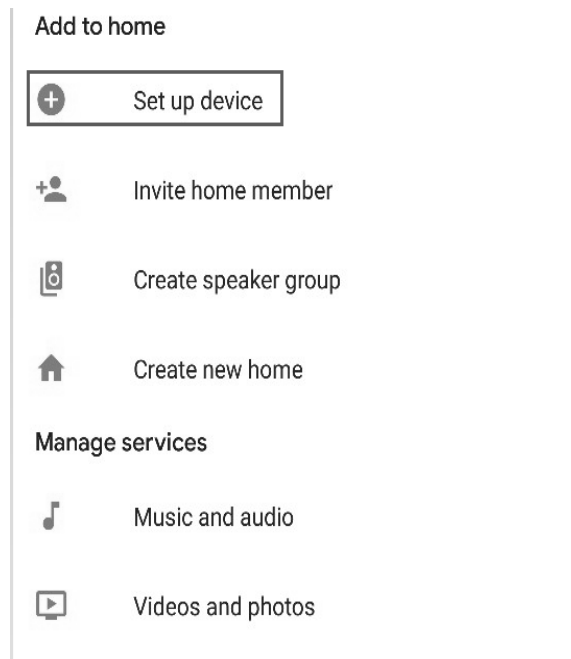 Add to home
Set up device
Invite home member
Create speaker group
Create new home
Manage services
Music and audio
Videos and photos